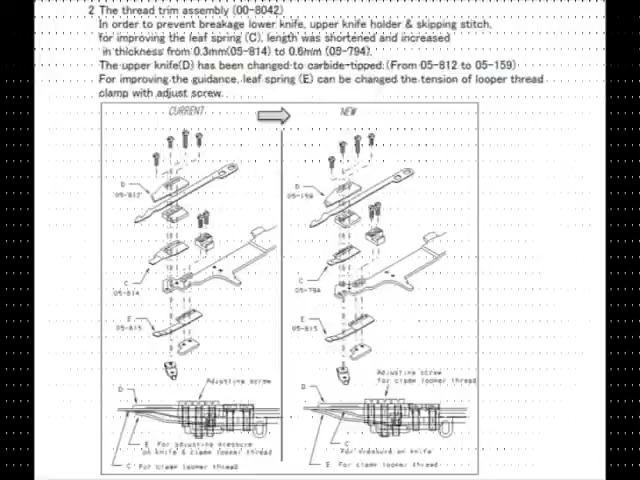 2 The thread trim assembly (00-8042)
In order to prevent breakage lower knife, upper knife holder & skipping stitch,
for improving the leaf spring (C), length was shortened and increased
in thickness from 0.3mm(05-814) to 0.6mm (05-794).
The upper knife(D) has been changed to carbide-tipped.(From 05-812 to 05-159)
For improving the guidance, leaf spring (E) can be changed the tension of looper thread
clamp with adjust screw.
CURRENT NEW
D
05-812
D
05-159
C
05-814
C
05-794
E
05-815
E
05-815
Adjusting screw
Adjusting screw
for clamp looper thread
D
D
E For adjusting pressure
on knife & clamp looper thread
C For clamp looper thread
C
For pressure on knife
E For clamp looper thread